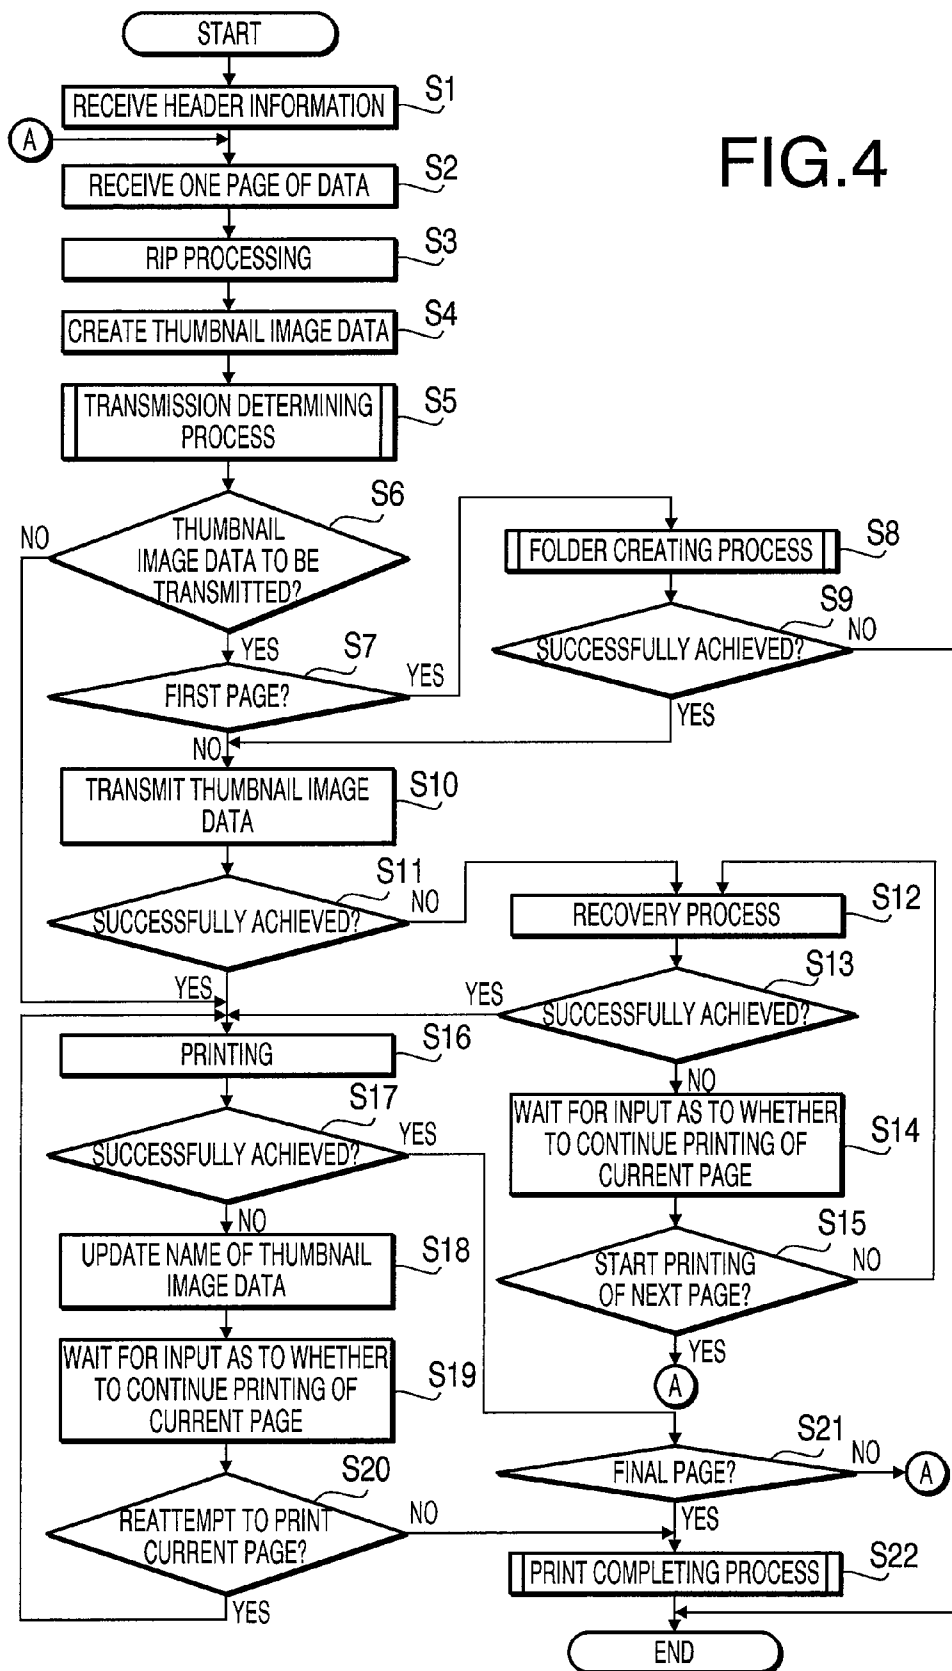 FIG.4
START
RECEIVE HEADER INFORMATION
S1
A
RECEIVE ONE PAGE OF DATA
S2
RIP PROCESSING
S3
CREATE THUMBNAIL IMAGE DATA
S4
TRANSMISSION DETERMINING
PROCESS
S5
THUMBNAIL
IMAGE DATA TO BE
TRANSMITTED?
S6
NO
YES
FIRST PAGE?
S7
YES
NO
FOLDER CREATING PROCESS
S8
SUCCESSFULLY ACHIEVED?
S9
NO
YES
TRANSMIT THUMBNAIL IMAGE
DATA
S10
SUCCESSFULLY ACHIEVED?
S11
NO
YES
RECOVERY PROCESS
S12
SUCCESSFULLY ACHIEVED?
S13
YES
NO
WAIT FOR INPUT AS TO WHETHER
TO CONTINUE PRINTING OF
CURRENT PAGE
S14
START PRINTING
OF NEXT PAGE?
S15
NO
YES
A
PRINTING
S16
SUCCESSFULLY ACHIEVED?
S17
YES
NO
UPDATE NAME OF THUMBNAIL
IMAGE DATA
S18
WAIT FOR INPUT AS TO WHETHER
TO CONTINUE PRINTING OF
CURRENT PAGE
S19
REATTEMPT TO PRINT
CURRENT PAGE?
S20
NO
YES
FINAL PAGE?
S21
NO
A
YES
PRINT COMPLETING PROCESS
S22
END